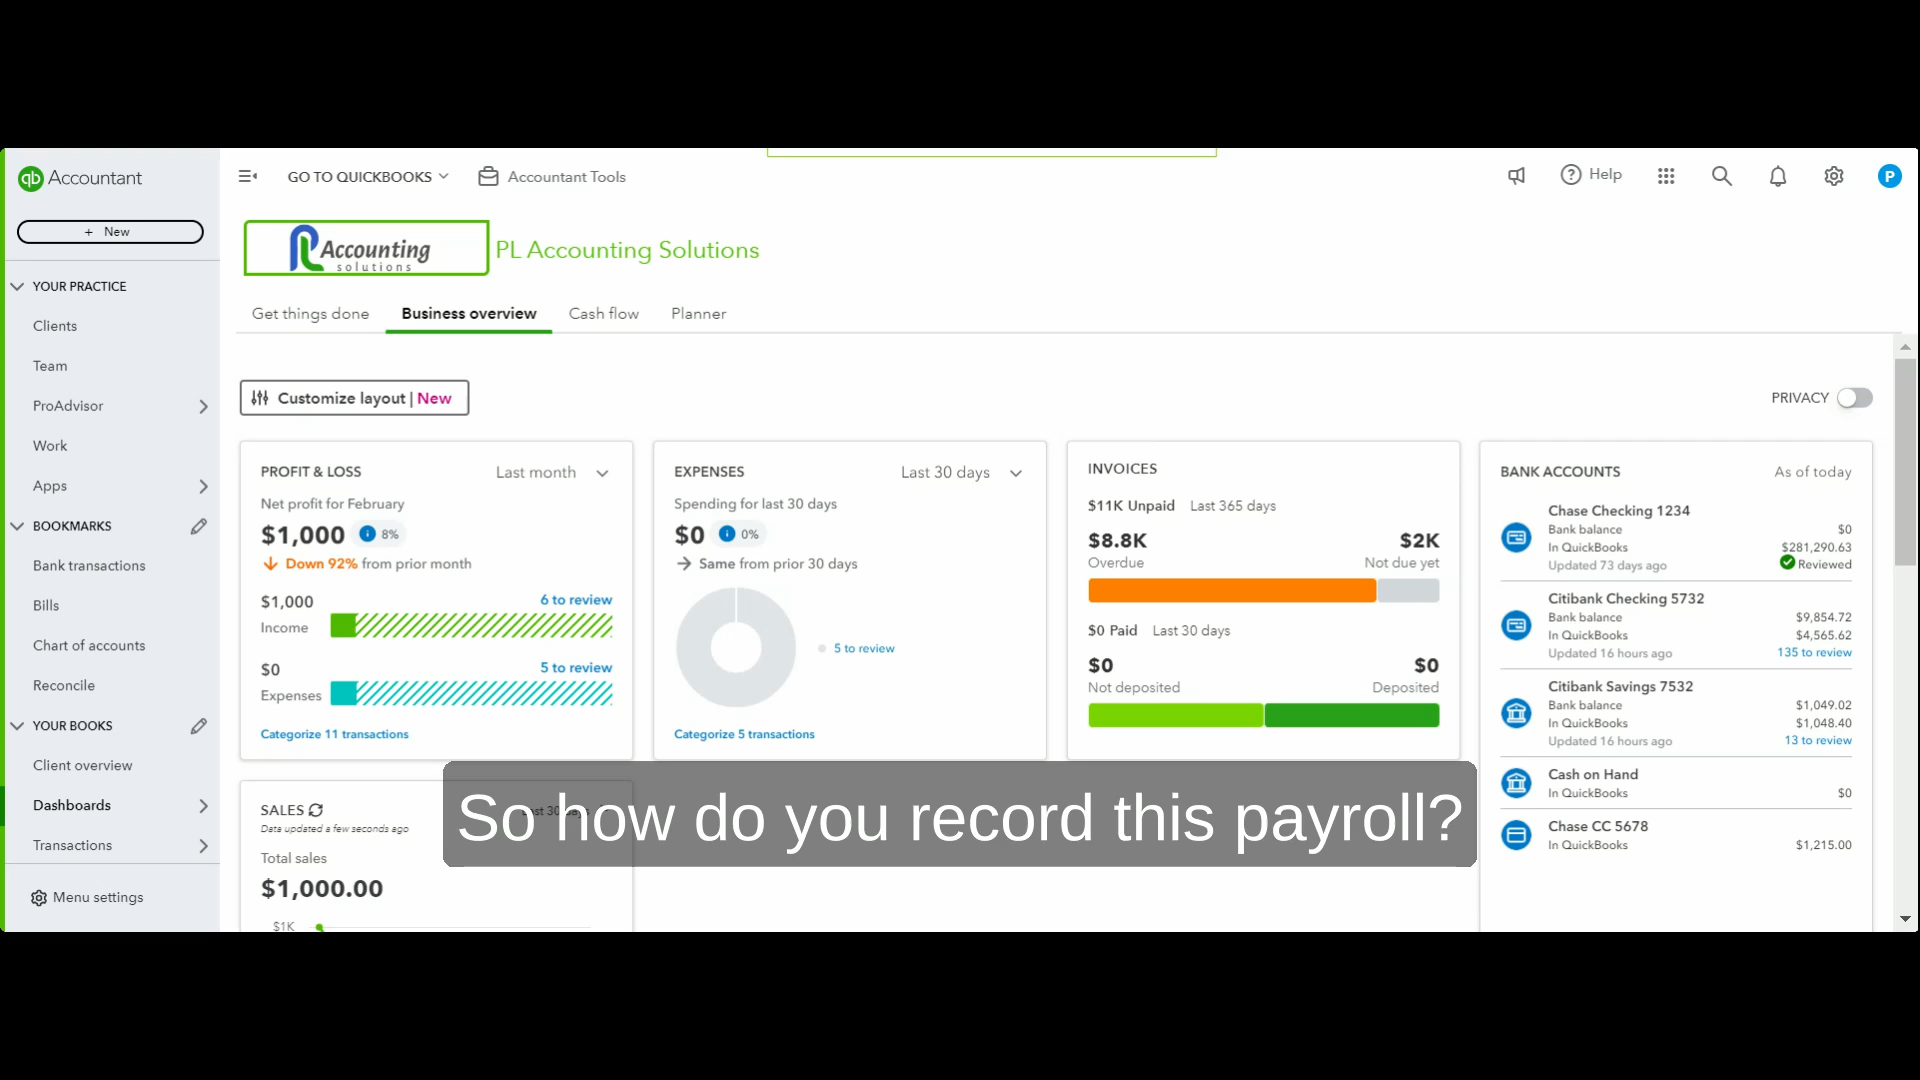 qb Accountant
GO TO QUICKBOOKS
Accountant Tools
Help
P
+ New
Accounting
solutions
PL Accounting Solutions
YOUR PRACTICE
Clients
Team
ProAdvisor
Work
Apps
BOOKMARKS
Bank transactions
Bills
Chart of accounts
Reconcile
YOUR BOOKS
Client overview
Dashboards
Transactions
Menu settings
Get things done
Business overview
Cash flow
Planner
Customize layout | New
PRIVACY
PROFIT & LOSS
Last month
Net profit for February
$1,000
8%
Down 92% from prior month
$1,000
6 to review
Income
$0
5 to review
Expenses
Categorize 11 transactions
EXPENSES
Last 30 days
Spending for last 30 days
$0
0%
Same from prior 30 days
5 to review
Categorize 5 transactions
INVOICES
$11K Unpaid Last 365 days
$8.8K
$2K
Overdue
Not due yet
$0 Paid Last 30 days
$0
$0
Not deposited
Deposited
BANK ACCOUNTS
As of today
Chase Checking 1234
Bank balance
$0
In QuickBooks
$281,290.63
Updated 73 days ago
Reviewed
Citibank Checking 5732
Bank balance
$9,854.72
In QuickBooks
$4,565.62
Updated 16 hours ago
135 to review
Citibank Savings 7532
Bank balance
$1,049.02
In QuickBooks
$1,048.40
Updated 16 hours ago
13 to review
Cash on Hand
In QuickBooks
$0
Chase CC 5678
In QuickBooks
$1,215.00
SALES
Last 30 days
Data updated a few seconds ago
Total sales
$1,000.00
$1K
So how do you record this payroll?